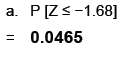 a. P [Z ≤ −1.68]
= 0.0465